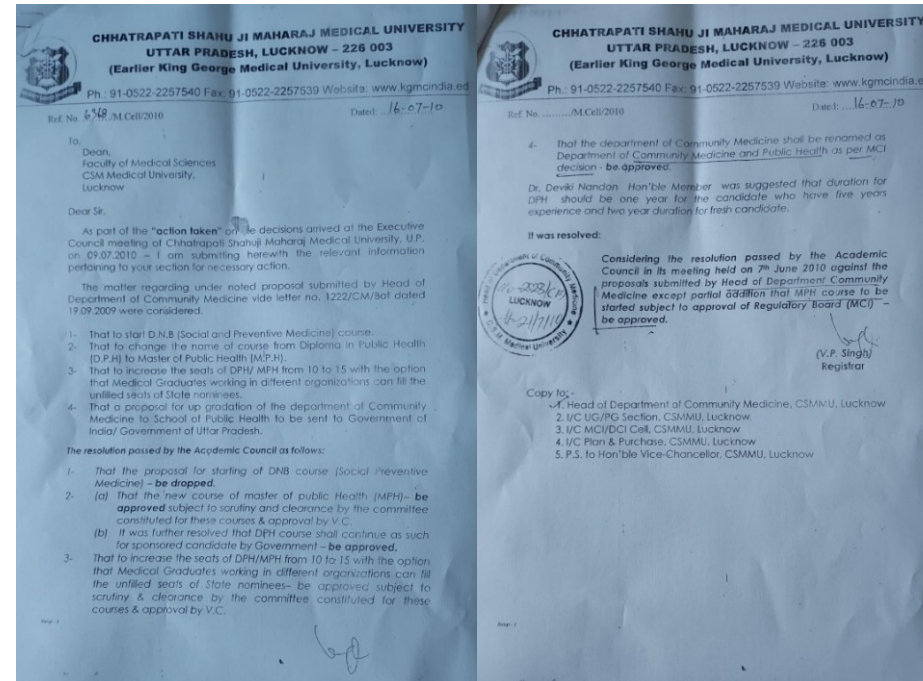 CHHATRAPATI SHAHU JI MAHARAJ MEDICAL UNIVERSITY
UTTAR PRADESH, LUCKNOW – 226 003
(Earlier King George Medical University, Lucknow)
Ph.: 91-0522-2257540 Fax: 91-0522-2257539 Website: www.kgmcindia.ed
Ref. No. 6568 /M.Cell/2010
Dated: ...16-07-10
To,
Dean,
Faculty of Medical Sciences
CSM Medical University,
Lucknow
Dear Sir,
As part of the "action taken" on the decisions arrived at the Executive
Council meeting of Chhatrapati Shahuji Maharaj Medical University, U.P.
on 09.07.2010 – I am submitting herewith the relevant information
pertaining to your section for necessary action.
The matter regarding under noted proposal submitted by Head of
Department of Community Medicine vide letter no. 1222/CM/Bof dated
19.09.2009 were considered.
1- That to start D.N.B (Social and Preventive Medicine) course.
2- That to change the name of course from Diploma in Public Health
(D.P.H) to Master of Public Health (M.P.H).
3- That to increase the seats of DPH/ MPH from 10 to 15 with the option
that Medical Graduates working in different organizations can fill the
unfilled seats of State nominees.
4- That a proposal for up gradation of the department of Community
Medicine to School of Public Health to be sent to Government of
India/ Government of Uttar Pradesh.
The resolution passed by the Academic Council as follows:
1- That the proposal for starting of DNB course (Social Preventive
Medicine) – be dropped.
2- (a) That the new course of master of public Health (MPH)– be
approved subject to scrutiny and clearance by the committee
constituted for these courses & approval by V.C.
(b) It was further resolved that DPH course shall continue as such
for sponsored candidate by Government – be approved.
3- That to increase the seats of DPH/MPH from 10 to 15 with the option
that Medical Graduates working in different organizations can fill
the unfilled seats of State nominees– be approved subject to
scrutiny & clearance by the committee constituted for these
courses & approval by V.C.
CHHATRAPATI SHAHU JI MAHARAJ MEDICAL UNIVERSITY
UTTAR PRADESH, LUCKNOW – 226 003
(Earlier King George Medical University, Lucknow)
Ph.: 91-0522-2257540 Fax: 91-0522-2257539 Website: www.kgmcindia.e
Ref. No. ........./M.Cell/2010
Dated: ....16-07-10
4- That the department of Community Medicine shall be renamed as
Department of Community Medicine and Public Health as per MCI
decision - be approved.
Dr. Deviki Nandan Hon'ble Member was suggested that duration for
DPH should be one year for the candidate who have five years
experience and two year duration for fresh candidate.
It was resolved:
Considering the resolution passed by the Academic
Council in its meeting held on 7th June 2010 against the
proposals submitted by Head of Department Community
Medicine except partial addition that MPH course to be
started subject to approval of Regulatory Board (MCI) –
be approved.
Department of Community Medicine
LUCKNOW
21/7/10
Medical University
(V.P. Singh)
Registrar
Copy to:-
1. Head of Department of Community Medicine, CSMMU, Lucknow
2. I/C UG/PG Section, CSMMU, Lucknow
3. I/C MCI/DCI Cell, CSMMU, Lucknow
4. I/C Plan & Purchase, CSMMU, Lucknow
5. P.S. to Hon'ble Vice-Chancellor, CSMMU, Lucknow